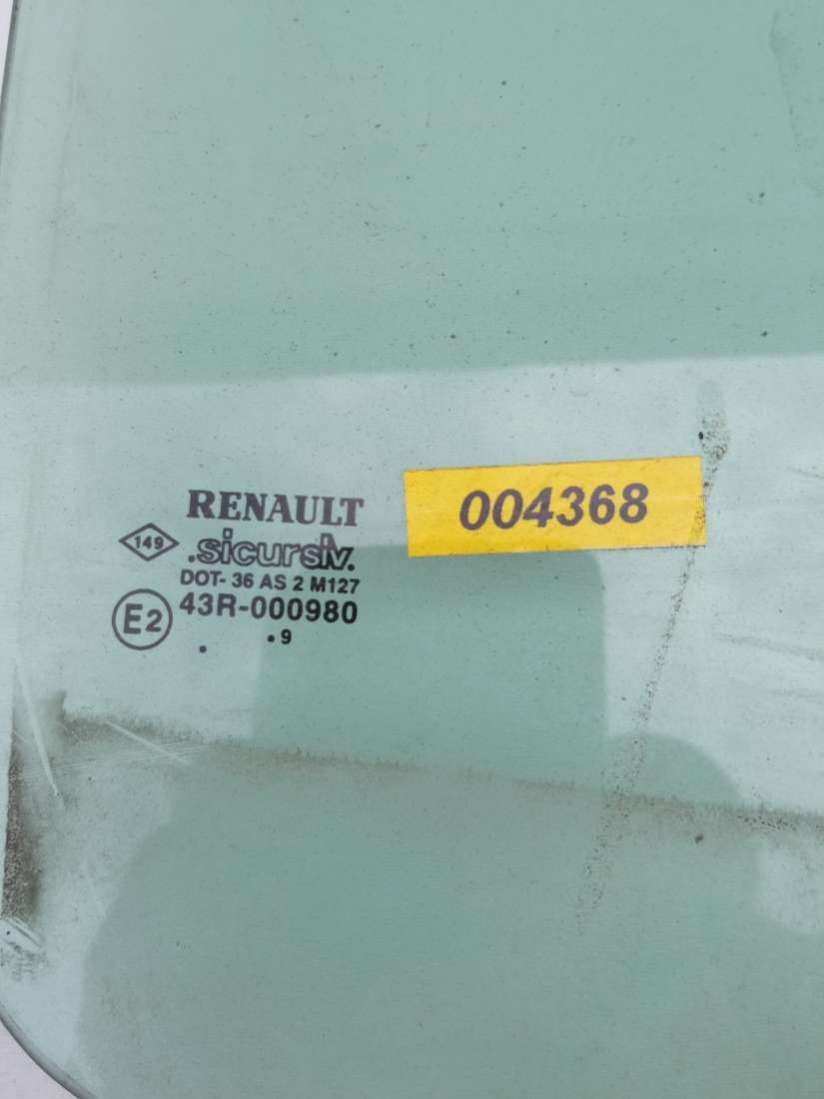 RENAULT
149
.sicursiv.
DOT- 36 AS 2 M127
E2
43R-000980
. .9
004368